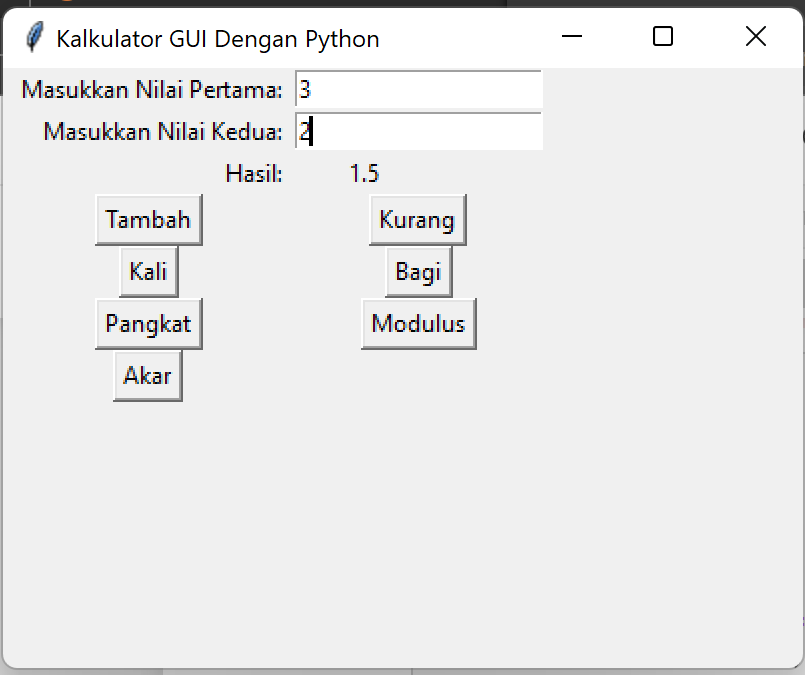 Kalkulator GUI Dengan Python
Masukkan Nilai Pertama: 3
Masukkan Nilai Kedua: 2
Hasil: 1.5
Tambah Kurang
Kali Bagi
Pangkat Modulus
Akar